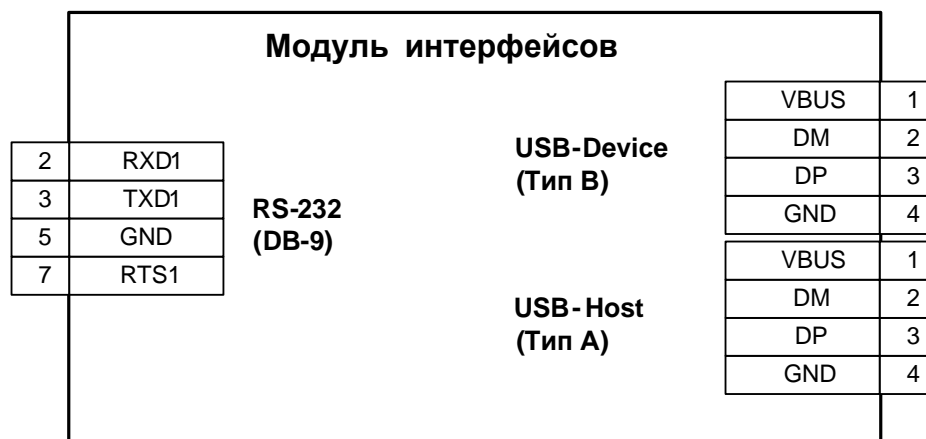 Модуль интерфейсов
2 RXD1
3 TXD1
5 GND
7 RTS1
RS-232
(DB-9)
USB-Device
(Тип B)
VBUS 1
DM 2
DP 3
GND 4
USB-Host
(Тип A)
VBUS 1
DM 2
DP 3
GND 4